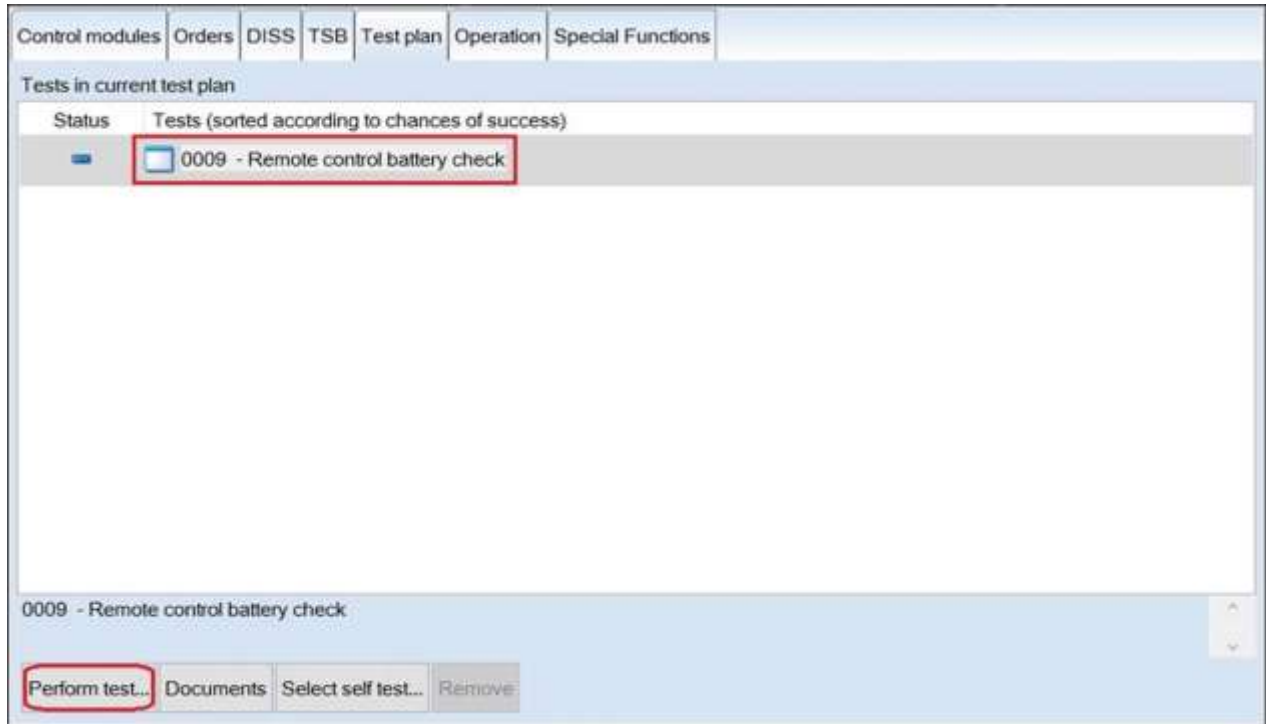 Control modules Orders DISS TSB Test plan Operation Special Functions
Tests in current test plan
Status Tests (sorted according to chances of success)
0009 - Remote control battery check
0009 - Remote control battery check
Perform test... Documents Select self test... Remove